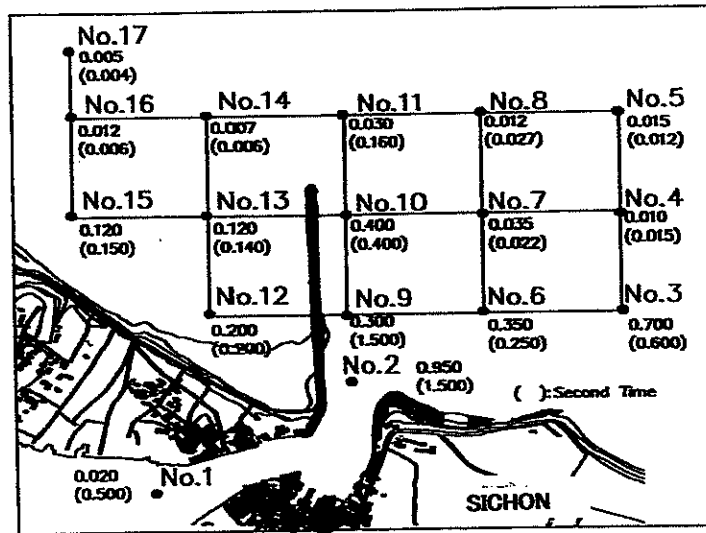 No.17
0.005
(0.004)
No.16
0.012
(0.006)
No.14
0.007
(0.006)
No.11
0.030
(0.160)
No.8
0.012
(0.027)
No.5
0.015
(0.012)
No.15
0.120
(0.150)
No.13
0.120
(0.140)
No.10
0.400
(0.400)
No.7
0.035
(0.022)
No.4
0.010
(0.015)
No.12
0.200
No.9
0.300
(1.500)
No.6
0.350
(0.250)
No.3
0.700
(0.600)
No.2
0.950
(1.500)
( ):Second Time
No.1
0.020
(0.500)
SICHON